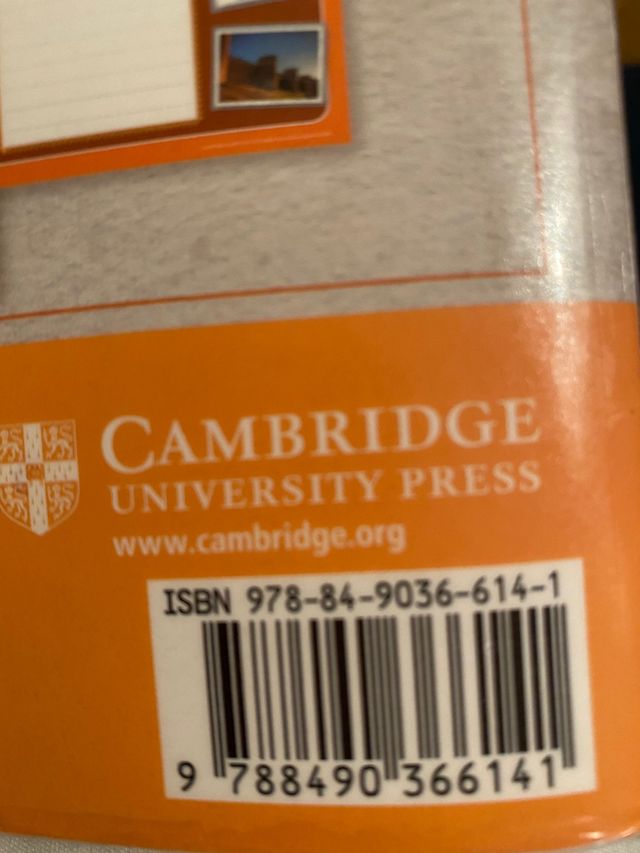 CAMBRIDGE
UNIVERSITY PRESS
www.cambridge.org
ISBN 978-84-9036-614-1
9 788490 366141